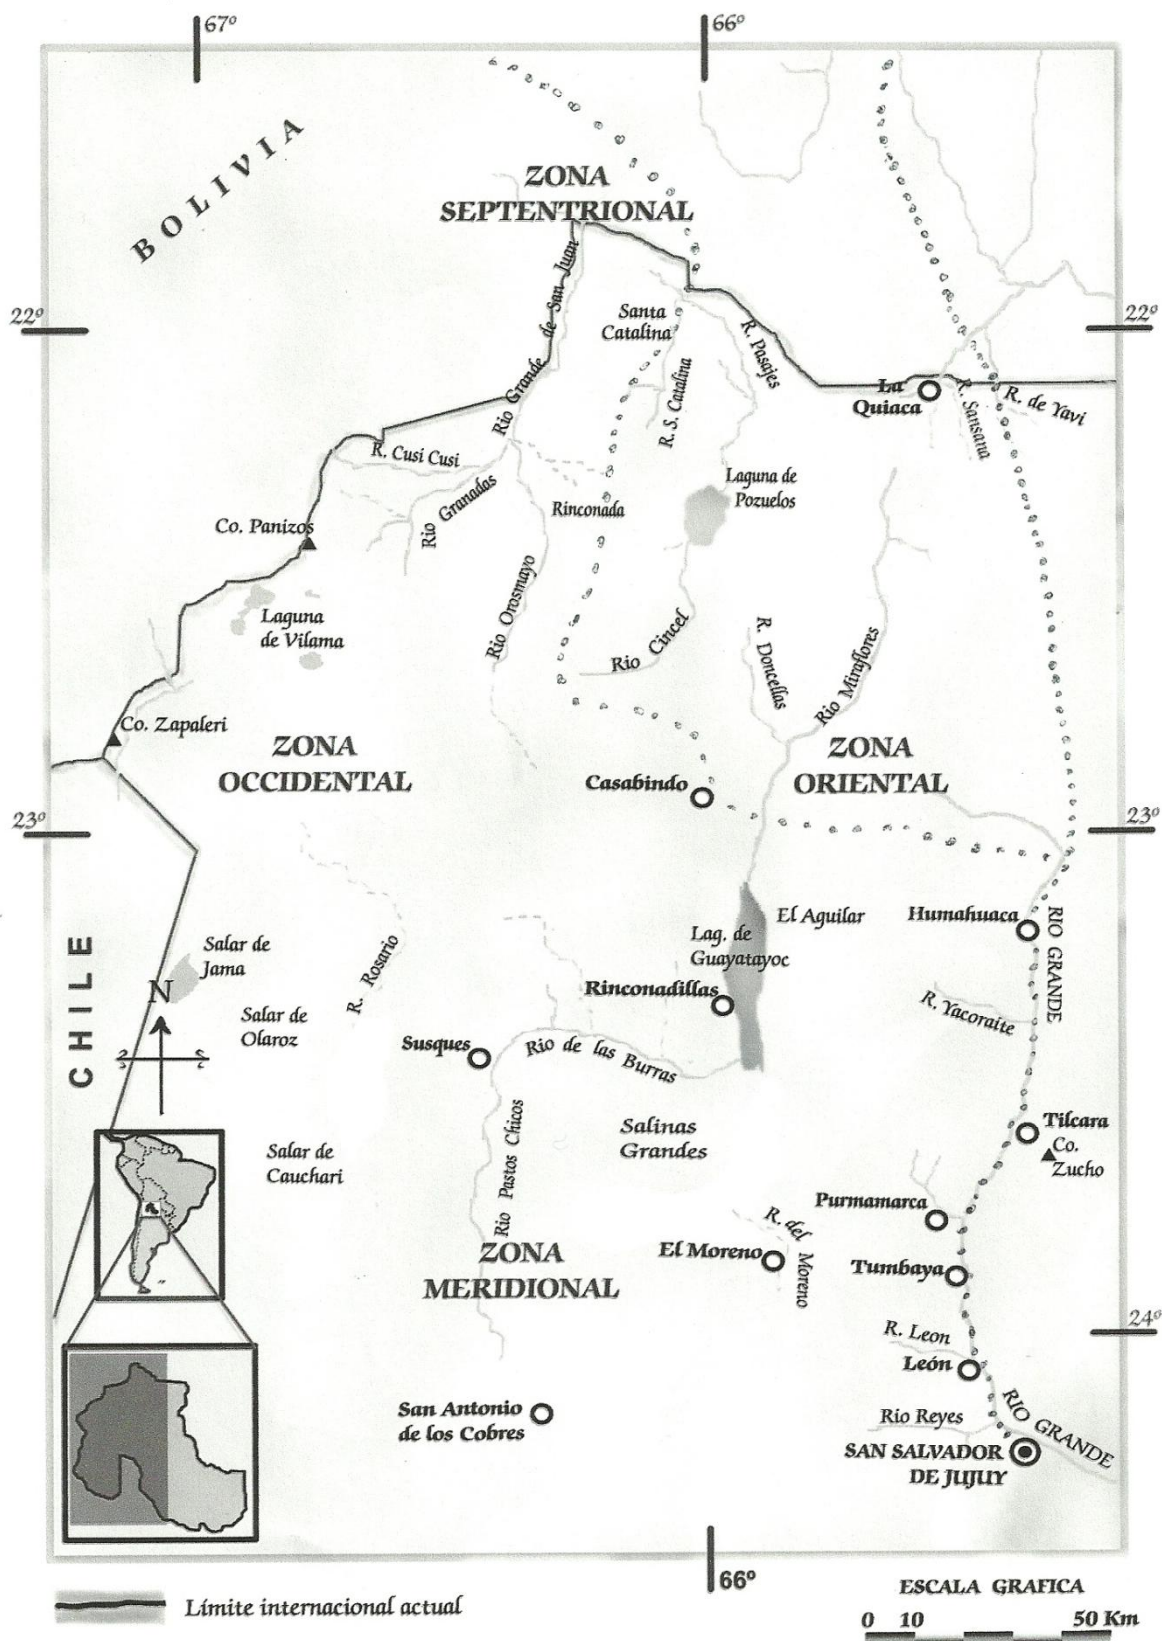 67º
66º
BOLIVIA
ZONA
SEPTENTRIONAL
22º
22º
Rio Grande de San Juan
Santa
Catalina
R. Pasajes
R. S. Catalina
La
Quiaca
R. Sansana
R. de Yavi
R. Cusi Cusi
Rio Granadas
Rinconada
Laguna de
Pozuelos
Co. Panizos
Laguna
de Vilama
Rio Orosmayo
Rio Cincel
R. Doncellas
Rio Miraflores
Co. Zapaleri
ZONA
OCCIDENTAL
ZONA
ORIENTAL
Casabindo
23º
23º
CHILE
Salar de
Jama
N
Salar de
Olaroz
R. Rosario
Lag. de
Guayatayoc
El Aguilar
Humahuaca
RIO GRANDE
Rinconadillas
R. Yacoraite
Susques
Rio de las Burras
Rio Pastos Chicos
Salinas
Grandes
Tilcara
Co.
Zucho
Salar de
Cauchari
Purmamarca
R. del Moreno
El Moreno
Tumbaya
ZONA
MERIDIONAL
24º
R. Leon
León
San Antonio
de los Cobres
Rio Reyes
RIO GRANDE
SAN SALVADOR
DE JUJUY
66º
Límite internacional actual
ESCALA GRAFICA
0 10 50 Km